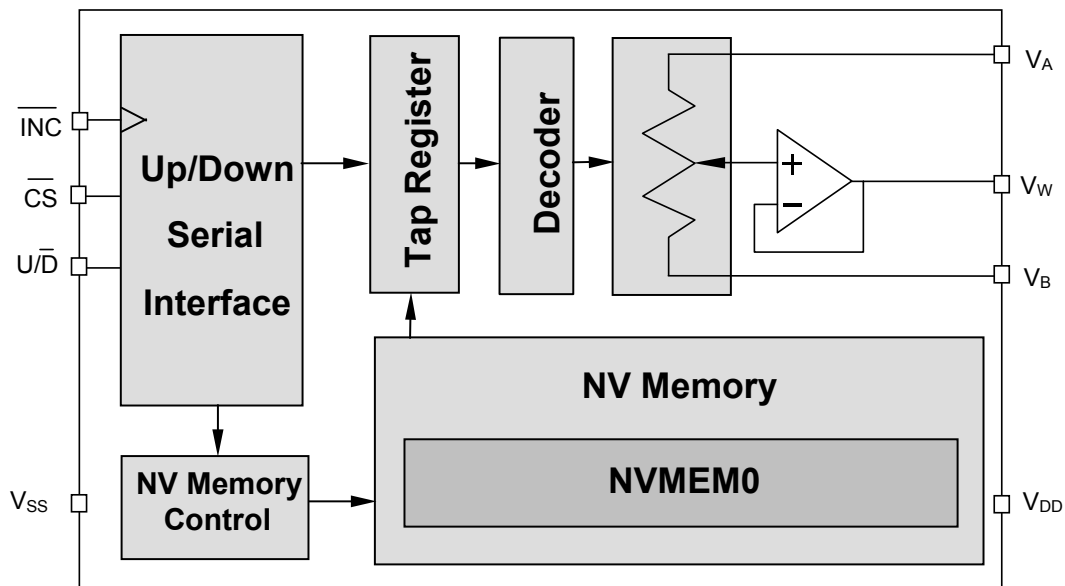 INC
CS
U/D
Up/Down
Serial
Interface
Tap Register
Decoder
+
−
VA
VW
VB
NV Memory
NVMEM0
NV Memory
Control
VSS
VDD